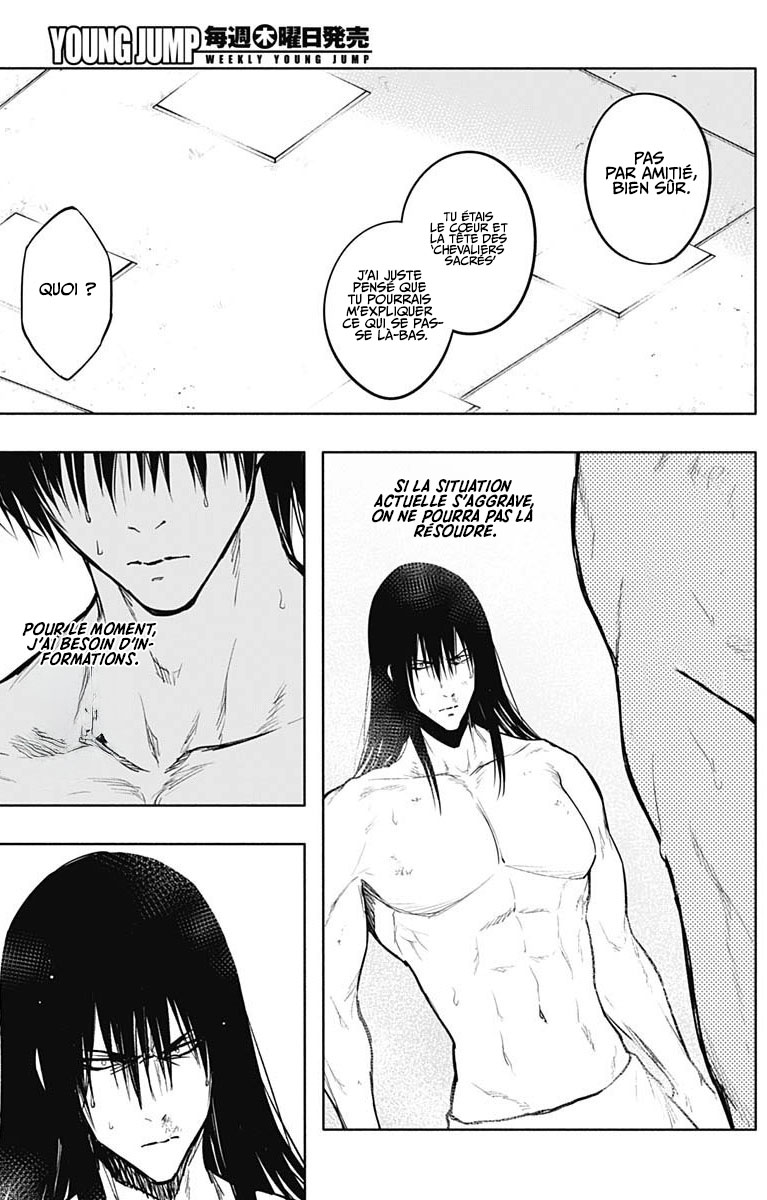 YOUNG JUMP 毎週木曜日発売
WEEKLY YOUNG JUMP
PAS
PAR AMITIÉ,
BIEN SÛR.
TU ÉTAIS
LE CŒUR ET
LA TÊTE DES
'CHEVALIERS
SACRÉS'
J'AI JUSTE
PENSÉ QUE
TU POURRAIS
M'EXPLIQUER
CE QUI SE PAS-
SE LÀ-BAS.
QUOI ?
SI LA SITUATION
ACTUELLE S'AGGRAVE,
ON NE POURRA PAS LA
RÉSOUDRE.
POUR LE MOMENT,
J'AI BESOIN D'IN-
FORMATIONS.